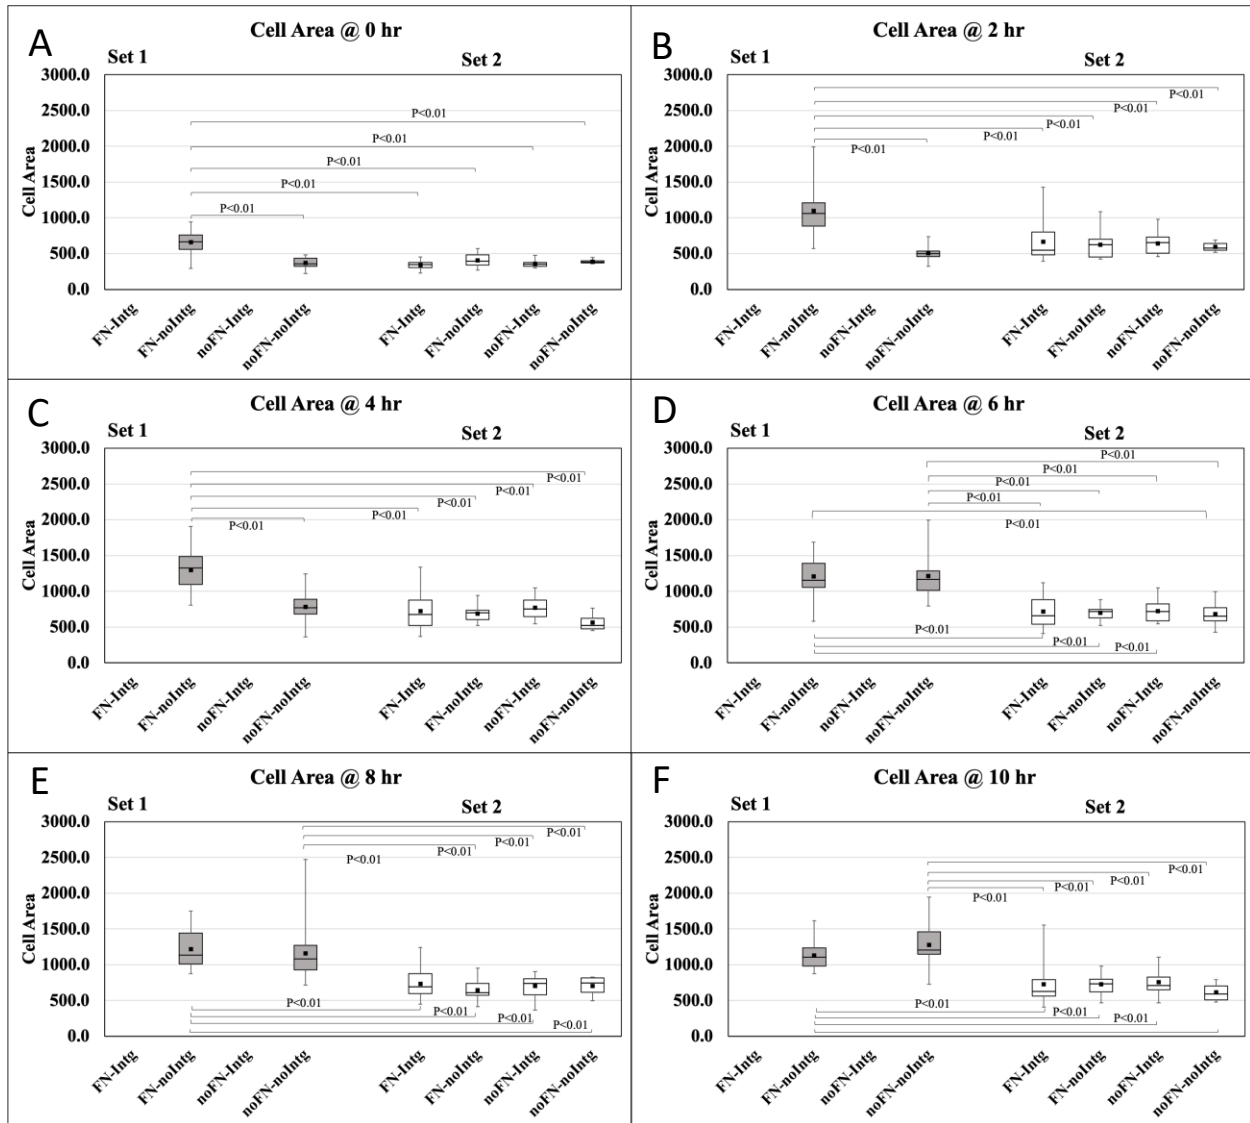 A
Cell Area @ 0 hr
Set 1
Set 2
Cell Area
3000.0
2500.0
2000.0
1500.0
1000.0
500.0
0.0
P<0.01
P<0.01
P<0.01
P<0.01
P<0.01
FN-Intg
FN-noIntg
noFN-Intg
noFN-noIntg
FN-Intg
FN-noIntg
noFN-Intg
noFN-noIntg
B
Cell Area @ 2 hr
Set 1
Set 2
Cell Area
3000.0
2500.0
2000.0
1500.0
1000.0
500.0
0.0
P<0.01
P<0.01
P<0.01
P<0.01
P<0.01
FN-Intg
FN-noIntg
noFN-Intg
noFN-noIntg
FN-Intg
FN-noIntg
noFN-Intg
noFN-noIntg
C
Cell Area @ 4 hr
Set 1
Set 2
Cell Area
3000.0
2500.0
2000.0
1500.0
1000.0
500.0
0.0
P<0.01
P<0.01
P<0.01
P<0.01
P<0.01
FN-Intg
FN-noIntg
noFN-Intg
noFN-noIntg
FN-Intg
FN-noIntg
noFN-Intg
noFN-noIntg
D
Cell Area @ 6 hr
Set 1
Set 2
Cell Area
3000.0
2500.0
2000.0
1500.0
1000.0
500.0
0.0
P<0.01
P<0.01
P<0.01
P<0.01
P<0.01
P<0.01
P<0.01
P<0.01
FN-Intg
FN-noIntg
noFN-Intg
noFN-noIntg
FN-Intg
FN-noIntg
noFN-Intg
noFN-noIntg
E
Cell Area @ 8 hr
Set 1
Set 2
Cell Area
3000.0
2500.0
2000.0
1500.0
1000.0
500.0
0.0
P<0.01
P<0.01
P<0.01
P<0.01
P<0.01
P<0.01
P<0.01
P<0.01
FN-Intg
FN-noIntg
noFN-Intg
noFN-noIntg
FN-Intg
FN-noIntg
noFN-Intg
noFN-noIntg
F
Cell Area @ 10 hr
Set 1
Set 2
Cell Area
3000.0
2500.0
2000.0
1500.0
1000.0
500.0
0.0
P<0.01
P<0.01
P<0.01
P<0.01
P<0.01
P<0.01
P<0.01
P<0.01
FN-Intg
FN-noIntg
noFN-Intg
noFN-noIntg
FN-Intg
FN-noIntg
noFN-Intg
noFN-noIntg